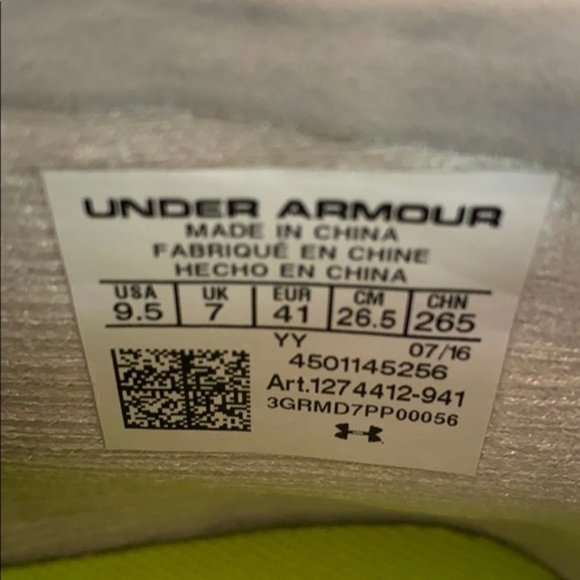 UNDER ARMOUR
MADE IN CHINA
FABRIQUÉ EN CHINE
HECHO EN CHINA
USA UK EUR CM CHN
9.5 7 41 26.5 265
YY 07/16
4501145256
Art.1274412-941
3GRMD7PP00056